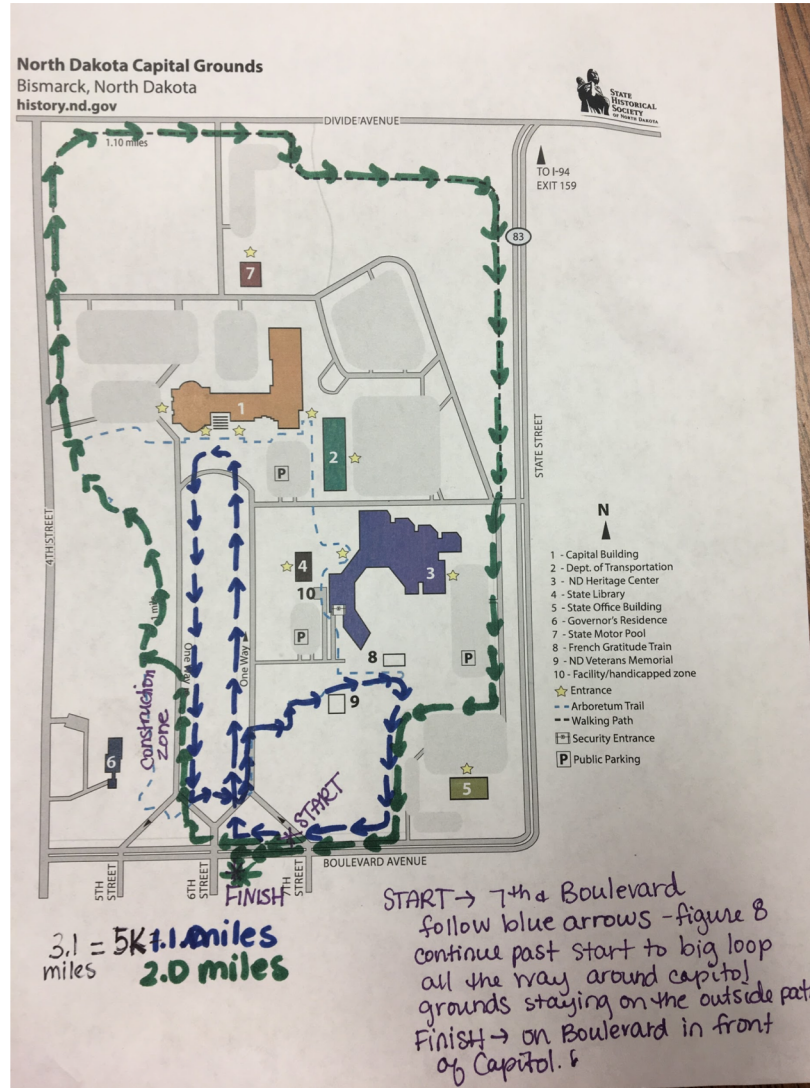 North Dakota Capital Grounds
Bismarck, North Dakota
history.nd.gov
STATE
HISTORICAL
SOCIETY
OF NORTH DAKOTA
DIVIDE AVENUE
1.10 miles
TO I-94
EXIT 159
83
7
1
2
P
STATE STREET
4TH STREET
N
1 - Capital Building
2 - Dept. of Transportation
3 - ND Heritage Center
4 - State Library
5 - State Office Building
6 - Governor's Residence
7 - State Motor Pool
8 - French Gratitude Train
9 - ND Veterans Memorial
10 - Facility/handicapped zone
Entrance
Arboretum Trail
Walking Path
Security Entrance
P Public Parking
4
3
10
P
8
P
9
One Way
One Way
Construction
zone
6
5
START
BOULEVARD AVENUE
5TH
STREET
6TH
STREET
7TH
STREET
FINISH
3.1 = 5K
miles
1.1 miles
2.0 miles
START → 7th & Boulevard
follow blue arrows - figure 8
continue past start to big loop
all the way around capitol
grounds staying on the outside pat
Finish → on Boulevard in front
of Capitol.